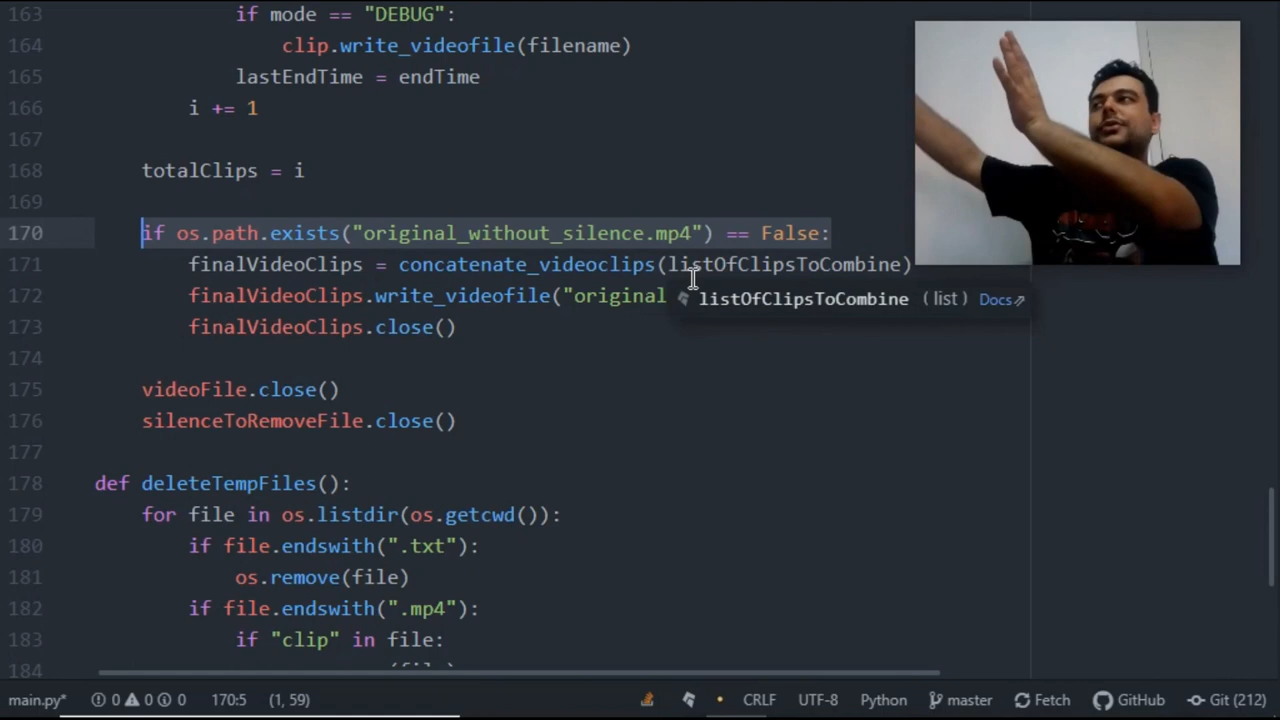 163 if mode == "DEBUG":
164 clip.write_videofile(filename)
165 lastEndTime = endTime
166 i += 1
167
168 totalClips = i
169
170 if os.path.exists("original_without_silence.mp4") == False:
171 finalVideoClips = concatenate_videoclips(listOfClipsToCombine)
172 finalVideoClips.write_videofile("original
listOfClipsToCombine (list) Docs
173 finalVideoClips.close()
174
175 videoFile.close()
176 silenceToRemoveFile.close()
177
178 def deleteTempFiles():
179 for file in os.listdir(os.getcwd()):
180 if file.endswith(".txt"):
181 os.remove(file)
182 if file.endswith(".mp4"):
183 if "clip" in file:
184
main.py* 0 0 0 170:5 (1, 59) CRLF UTF-8 Python master Fetch GitHub Git (212)